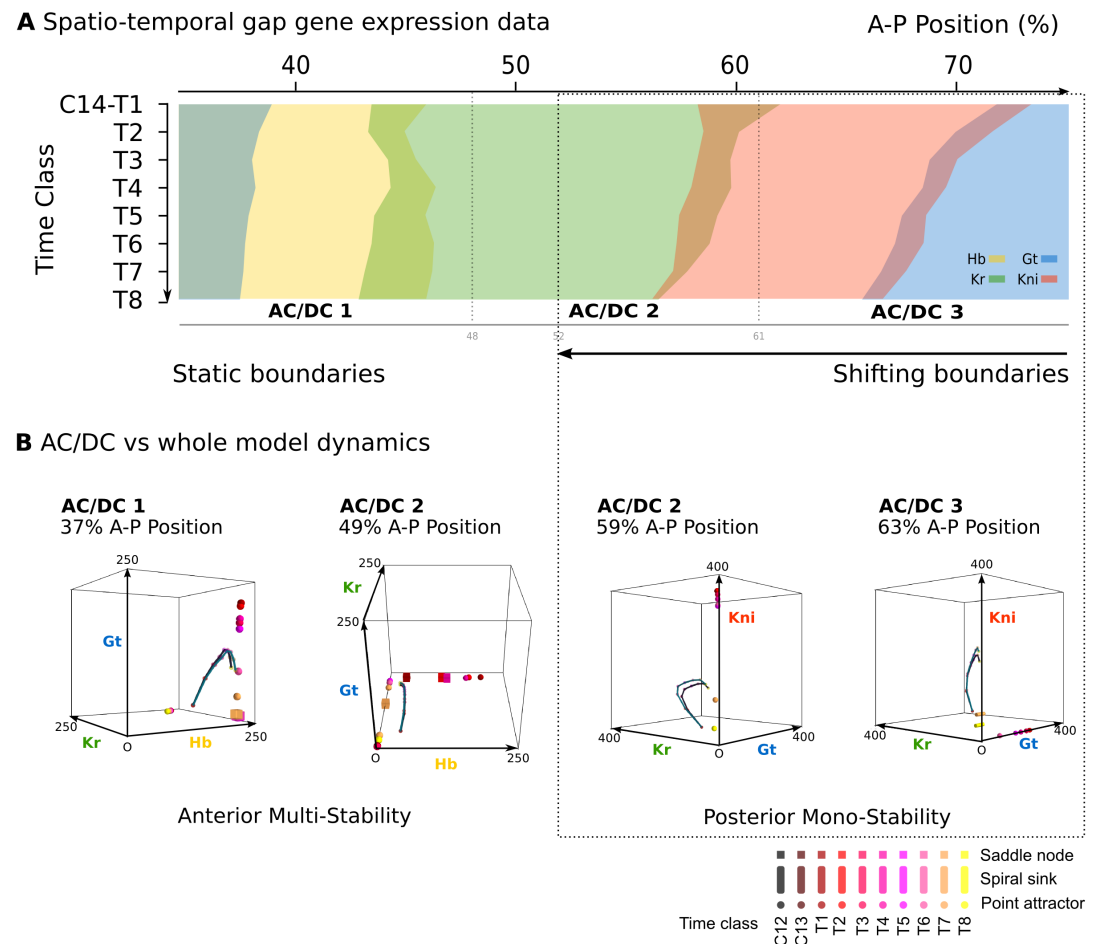 A Spatio-temporal gap gene expression data
A-P Position (%)
40 50 60 70
Time Class
C14-T1
T2
T3
T4
T5
T6
T7
T8
Hb Gt
Kr Kni
AC/DC 1 AC/DC 2 AC/DC 3
48 52 61
Static boundaries Shifting boundaries
B AC/DC vs whole model dynamics
AC/DC 1
37% A-P Position
250
Gt
250
Kr
O
Hb
250
AC/DC 2
49% A-P Position
250
Kr
250
Gt
O
Hb
250
AC/DC 2
59% A-P Position
400
Kni
400
Kr
O
Gt
400
AC/DC 3
63% A-P Position
400
Kni
400
Kr
O
Gt
400
Anterior Multi-Stability Posterior Mono-Stability
Saddle node
Spiral sink
Point attractor
Time class C12 C13 T1 T2 T3 T4 T5 T6 T7 T8